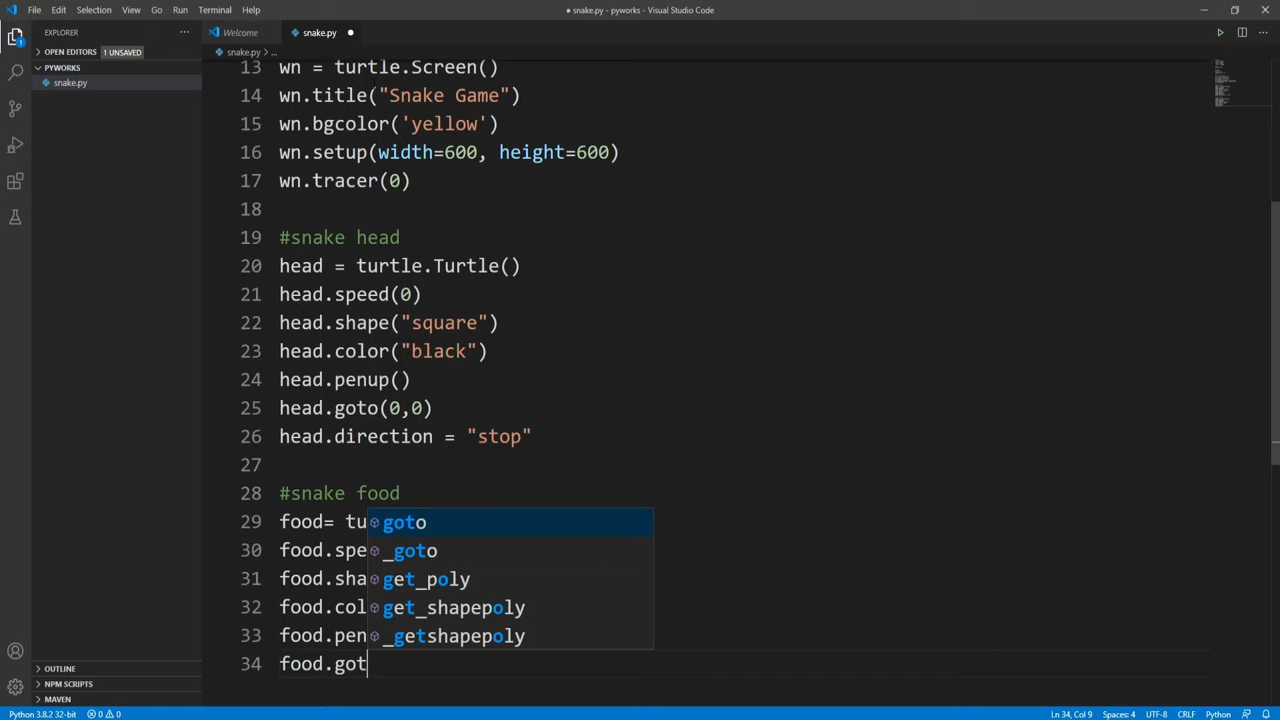 File Edit Selection View Go Run Terminal Help
● snake.py - pyworks - Visual Studio Code
EXPLORER
OPEN EDITORS 1 UNSAVED
PYWORKS
snake.py
OUTLINE
NPM SCRIPTS
MAVEN
Welcome snake.py
snake.py > ...
13 wn = turtle.Screen()
14 wn.title("Snake Game")
15 wn.bgcolor('yellow')
16 wn.setup(width=600, height=600)
17 wn.tracer(0)
18
19 #snake head
20 head = turtle.Turtle()
21 head.speed(0)
22 head.shape("square")
23 head.color("black")
24 head.penup()
25 head.goto(0,0)
26 head.direction = "stop"
27
28 #snake food
29 food= tu
30 food.spe
31 food.sha
32 food.col
33 food.pen
34 food.got
goto
_goto
get_poly
get_shapepoly
_getshapepoly
Python 3.8.2 32-bit 0 0 Ln 34, Col 9 Spaces: 4 UTF-8 CRLF Python